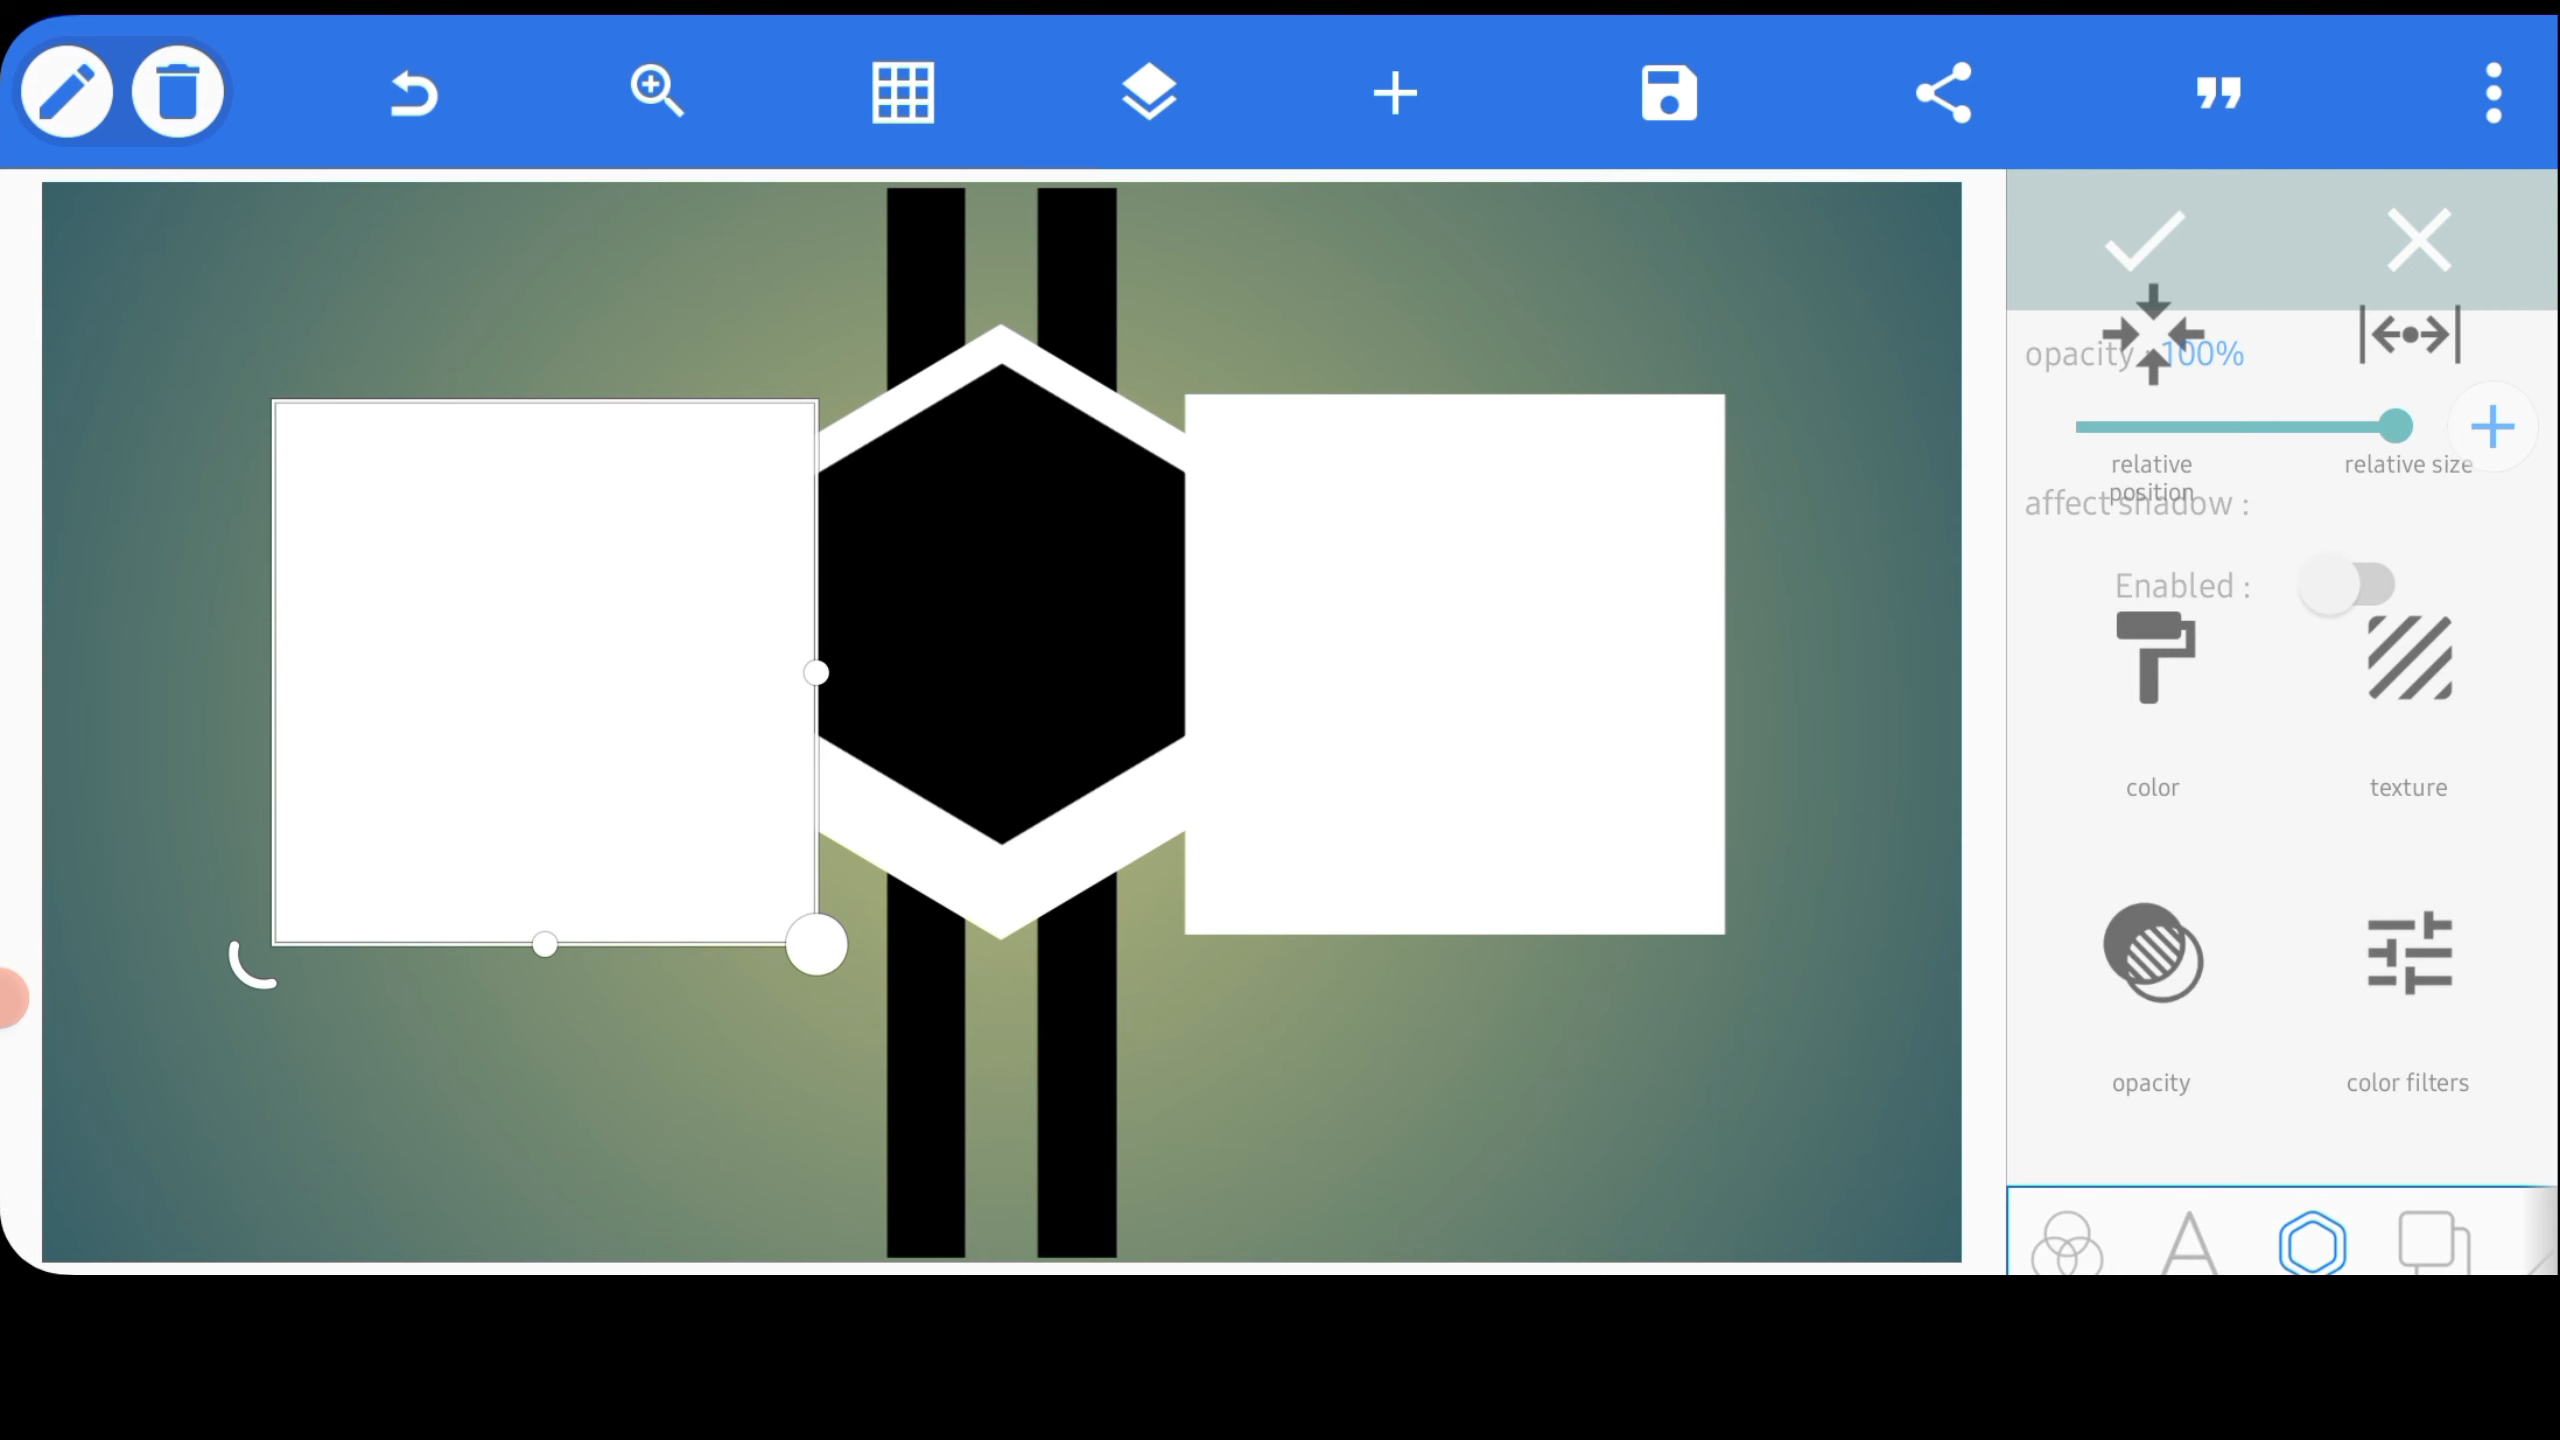 opacity : 100%
relative position
relative size
affect shadow :
Enabled :
color
texture
opacity
color filters